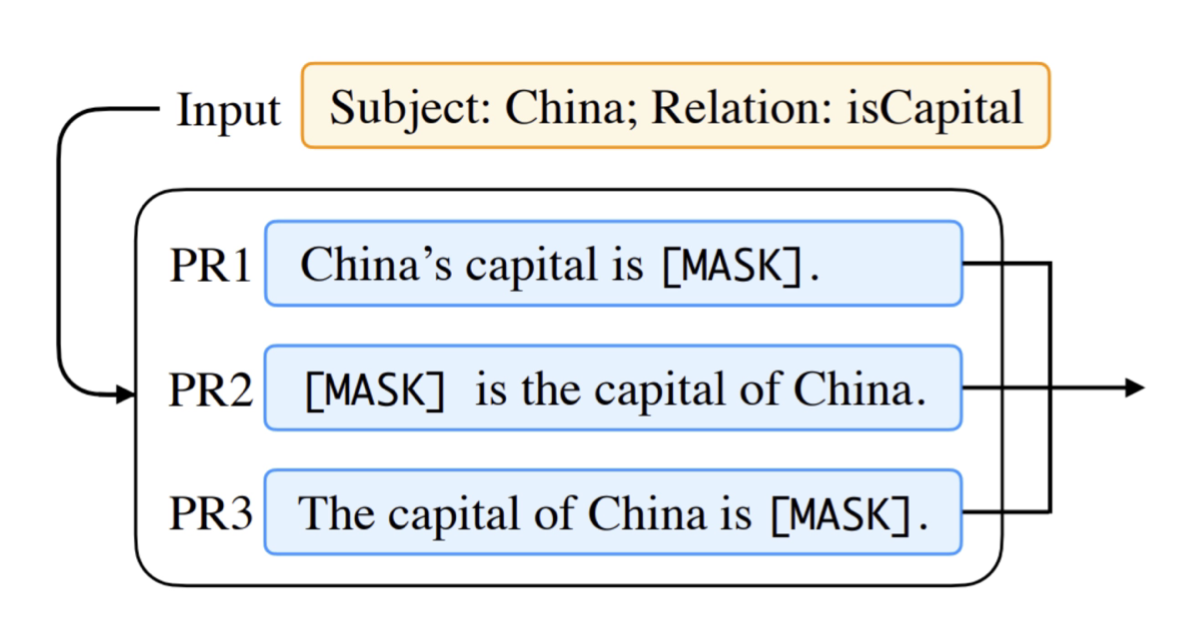 Input Subject: China; Relation: isCapital
PR1 China’s capital is [MASK].
PR2 [MASK] is the capital of China.
PR3 The capital of China is [MASK].